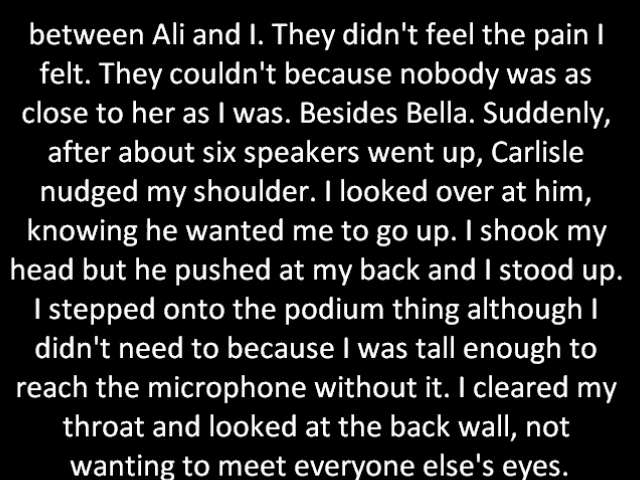 between Ali and I. They didn't feel the pain I
felt. They couldn't because nobody was as
close to her as I was. Besides Bella. Suddenly,
after about six speakers went up, Carlisle
nudged my shoulder. I looked over at him,
knowing he wanted me to go up. I shook my
head but he pushed at my back and I stood up.
I stepped onto the podium thing although I
didn't need to because I was tall enough to
reach the microphone without it. I cleared my
throat and looked at the back wall, not
wanting to meet everyone else's eyes.